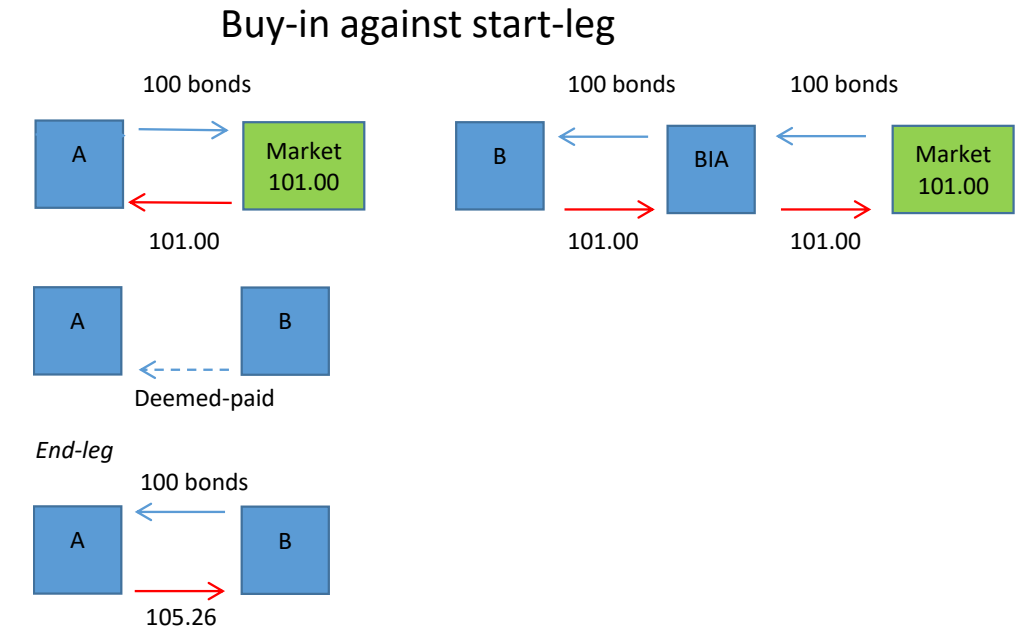 Buy-in against start-leg
100 bonds
A
Market
101.00
101.00
100 bonds
100 bonds
B
BIA
Market
101.00
101.00
101.00
A
B
Deemed-paid
End-leg
100 bonds
A
B
105.26